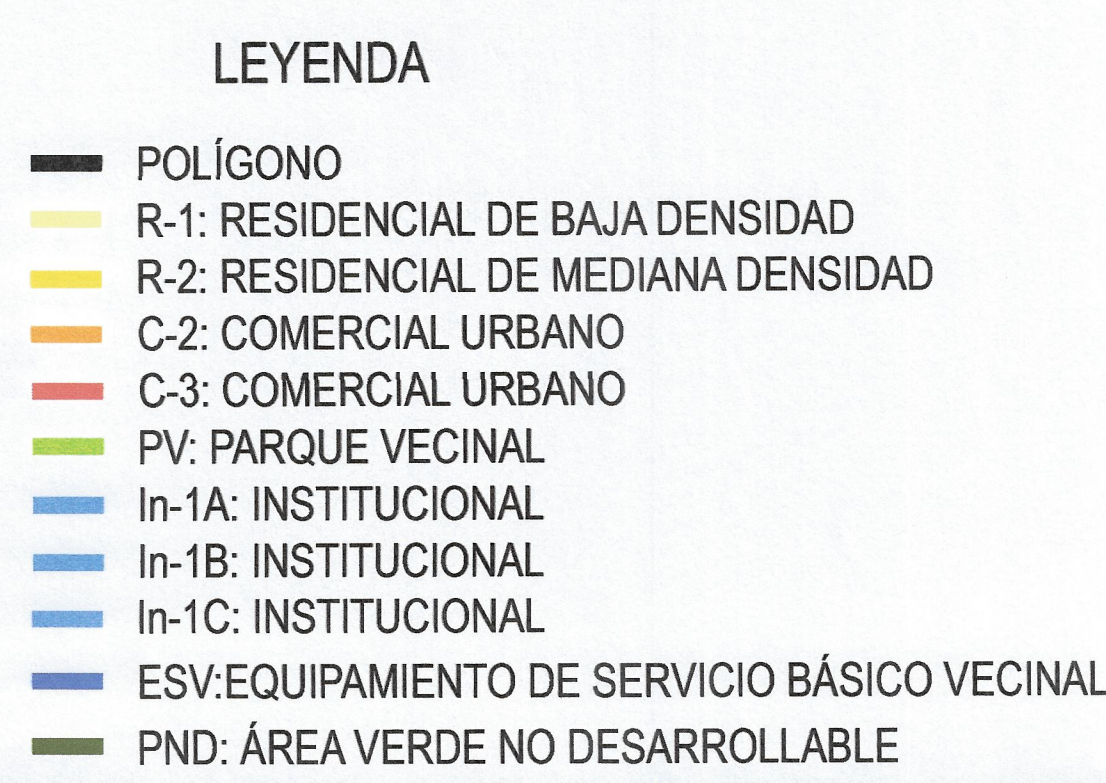 LEYENDA
POLÍGONO
R-1: RESIDENCIAL DE BAJA DENSIDAD
R-2: RESIDENCIAL DE MEDIANA DENSIDAD
C-2: COMERCIAL URBANO
C-3: COMERCIAL URBANO
PV: PARQUE VECINAL
In-1A: INSTITUCIONAL
In-1B: INSTITUCIONAL
In-1C: INSTITUCIONAL
ESV:EQUIPAMIENTO DE SERVICIO BÁSICO VECINAL
PND: ÁREA VERDE NO DESARROLLABLE